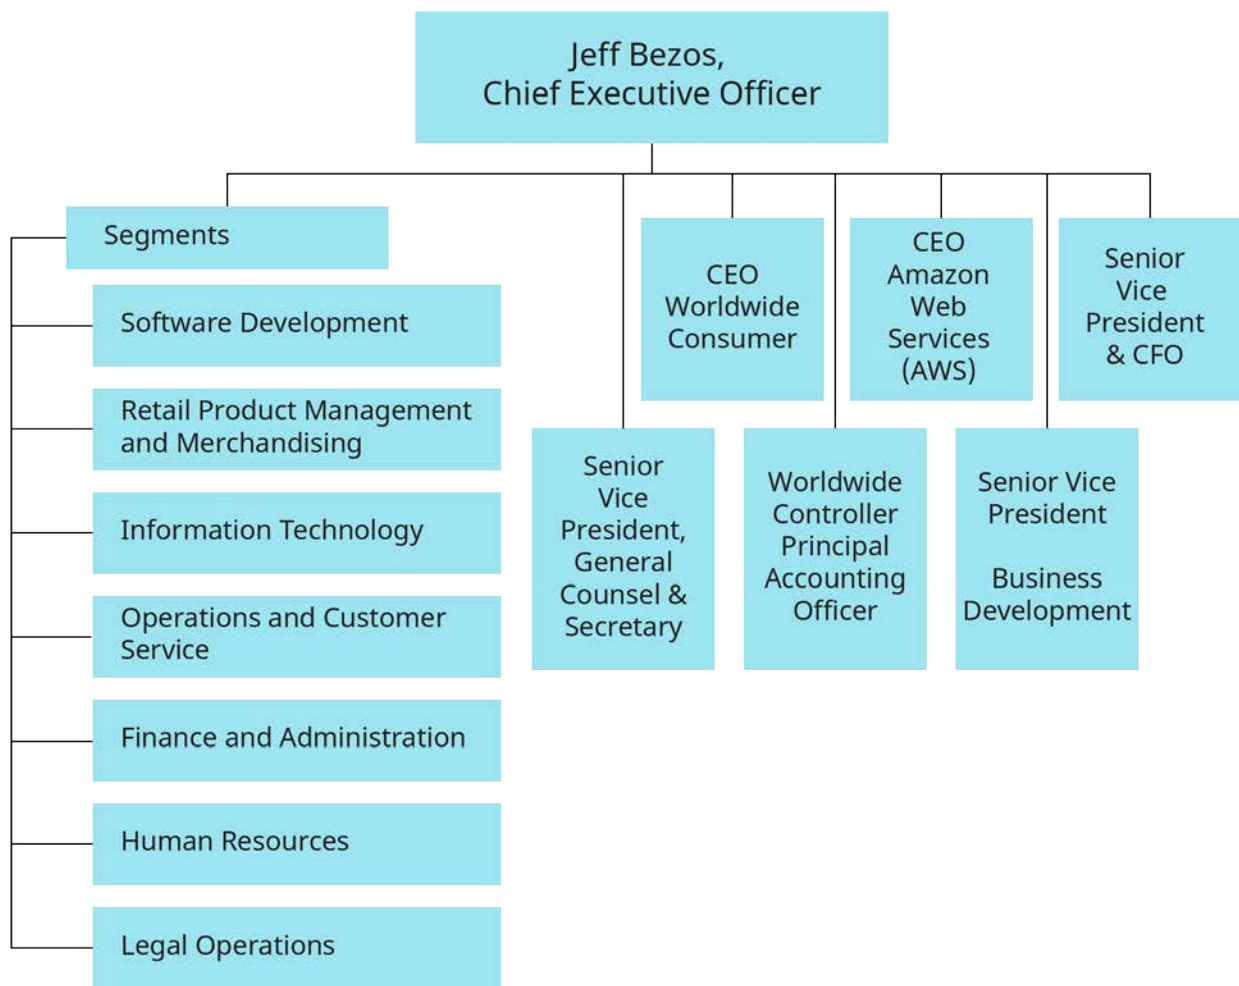 Jeff Bezos,
Chief Executive Officer
Segments
Software Development
Retail Product Management
and Merchandising
Information Technology
Operations and Customer
Service
Finance and Administration
Human Resources
Legal Operations
Senior
Vice
President,
General
Counsel &
Secretary
CEO
Worldwide
Consumer
Worldwide
Controller
Principal
Accounting
Officer
CEO
Amazon
Web
Services
(AWS)
Senior Vice
President
Business
Development
Senior
Vice
President
& CFO